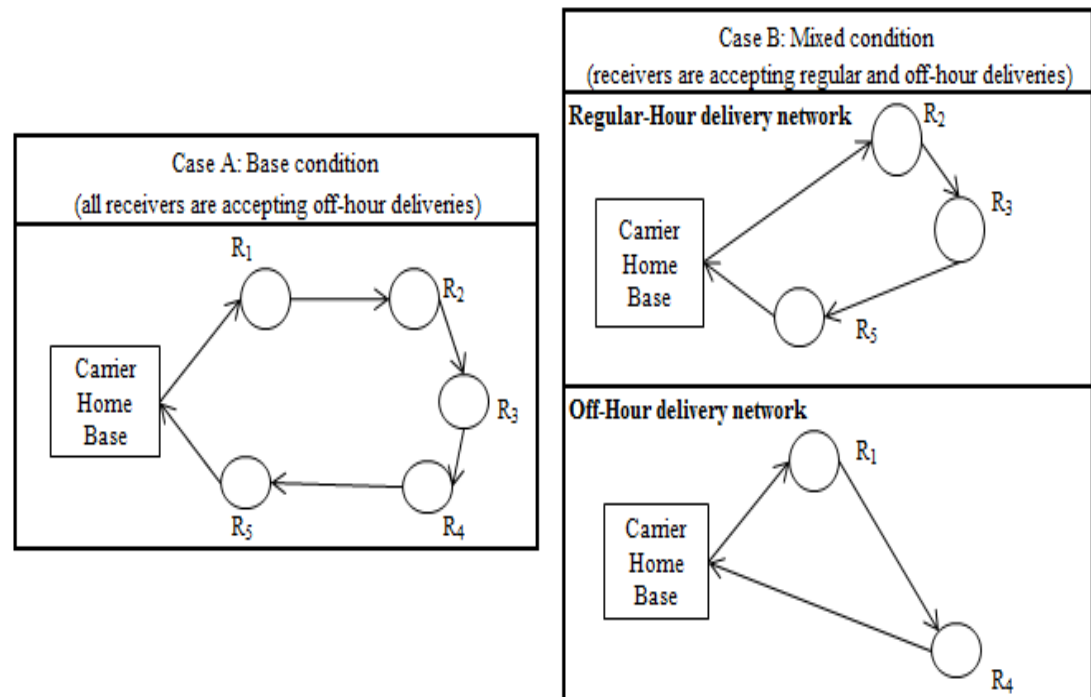 Case A: Base condition
(all receivers are accepting off-hour deliveries)
R1
R2
Carrier
Home
Base
R3
R5
R4
Case B: Mixed condition
(receivers are accepting regular and off-hour deliveries)
Regular-Hour delivery network
R2
Carrier
Home
Base
R3
R5
Off-Hour delivery network
R1
Carrier
Home
Base
R4